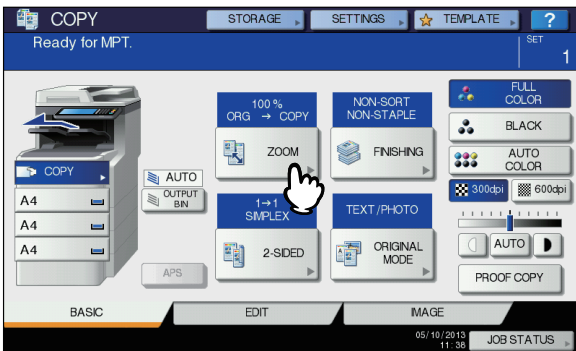 COPY
STORAGE
SETTINGS
TEMPLATE
?
Ready for MPT.
SET
1
100 %
ORG → COPY
ZOOM
NON-SORT
NON-STAPLE
FINISHING
FULL
COLOR
BLACK
AUTO
COLOR
300dpi
600dpi
AUTO
PROOF COPY
COPY
A4
A4
A4
AUTO
OUTPUT
BIN
APS
1→1
SIMPLEX
2-SIDED
TEXT/PHOTO
ORIGINAL
MODE
BASIC
EDIT
IMAGE
05/10/2013
11:38
JOB STATUS